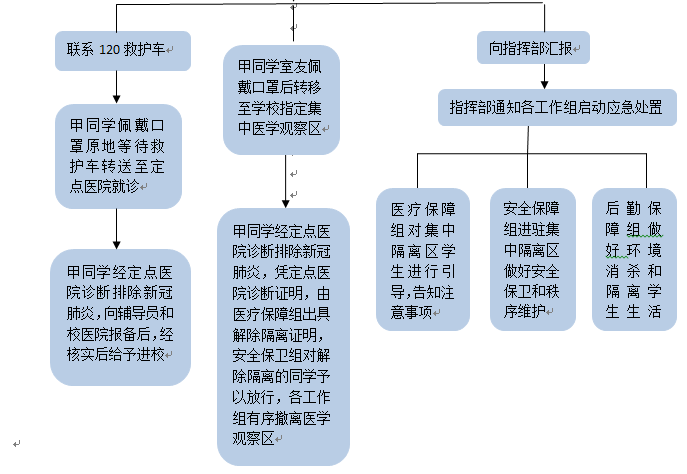 联系 120 救护车
甲同学佩戴口
罩原地等待救
护车转送至定
点医院就诊
甲同学经定点医
院诊断排除新冠
肺炎，向辅导员和
校医院报备后，经
核实后给予进校
甲同学室友佩
戴口罩后转移
至学校指定集
中医学观察区
甲同学经定点医
院诊断排除新冠
肺炎，凭定点医
院诊断证明，由
医疗保障组出具
解除隔离证明，
安全保卫组对解
除隔离的同学予
以放行，各工作
组有序撤离医学
观察区
向指挥部汇报
指挥部通知各工作组启动应急处置
医疗保障
组对集中
隔离区学
生进行引
导，告知注
意事项
安全保障
组进驻集
中隔离区
做好安全
保卫和秩
序维护
后勤保
障组做
好环境
消杀和
隔离学
生生活